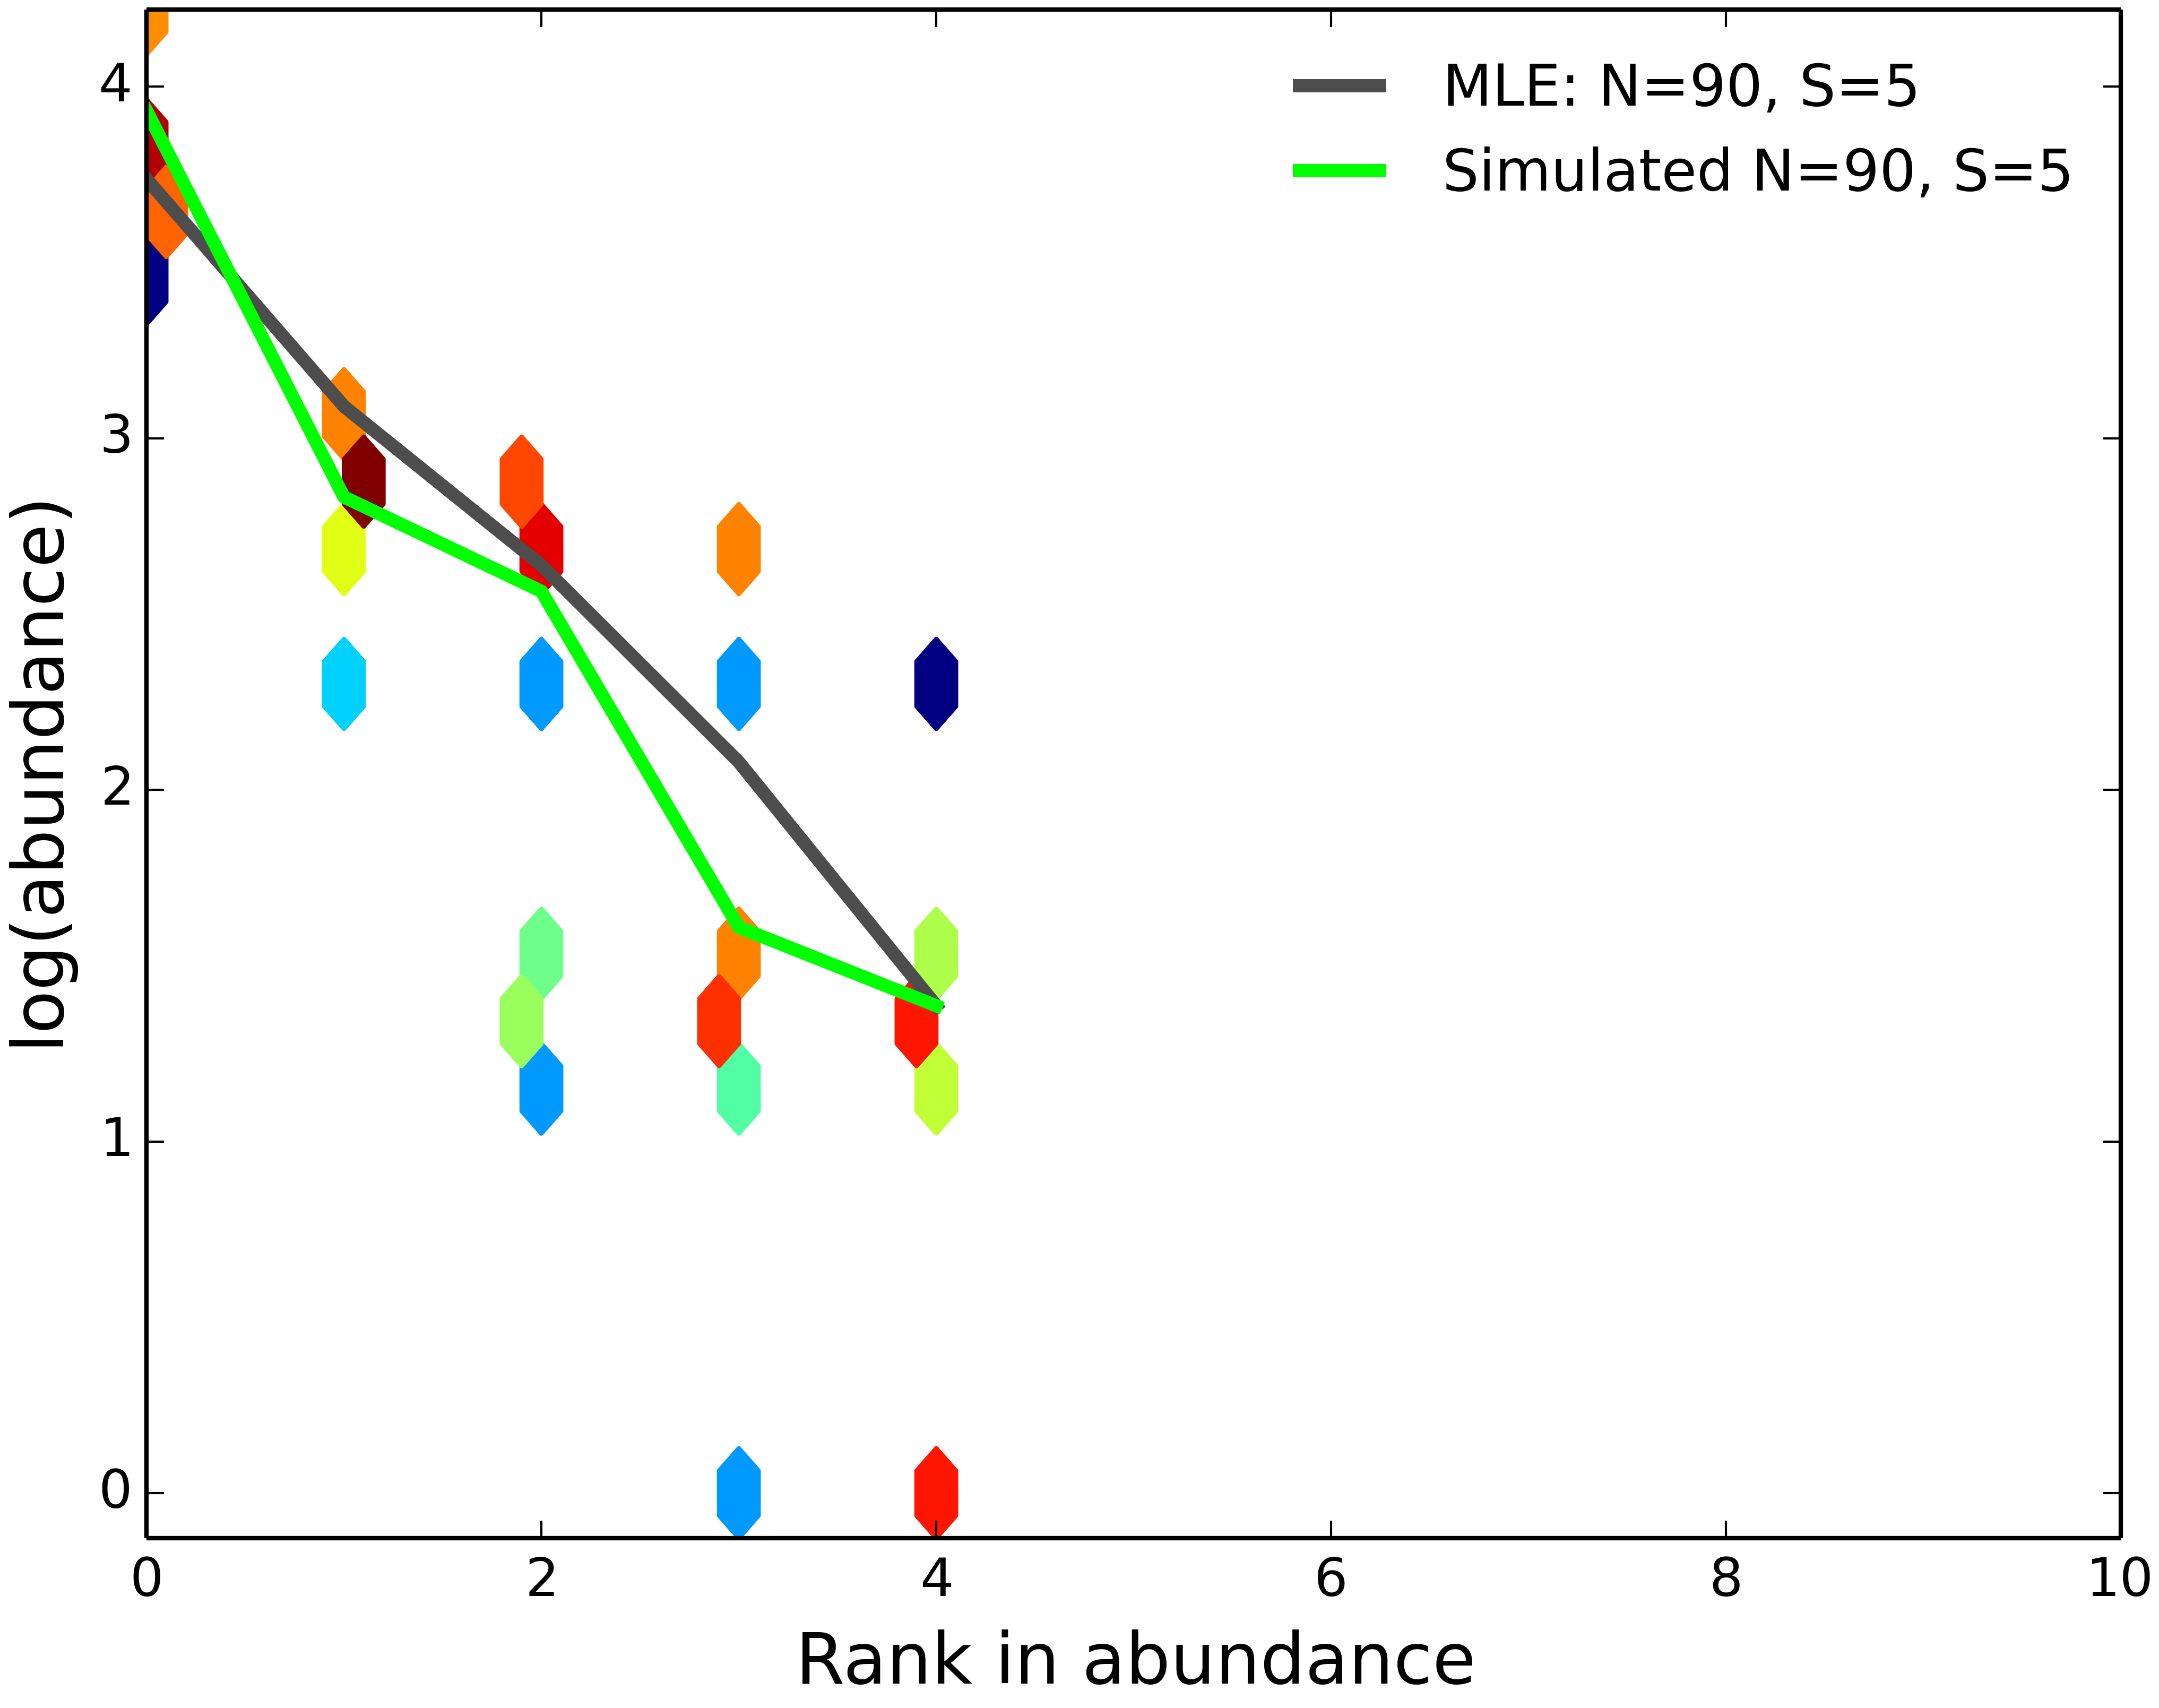 MLE: N=90, S=5
Simulated N=90, S=5
log(abundance)
4
3
2
1
0
0 2 4 6 8 10
Rank in abundance